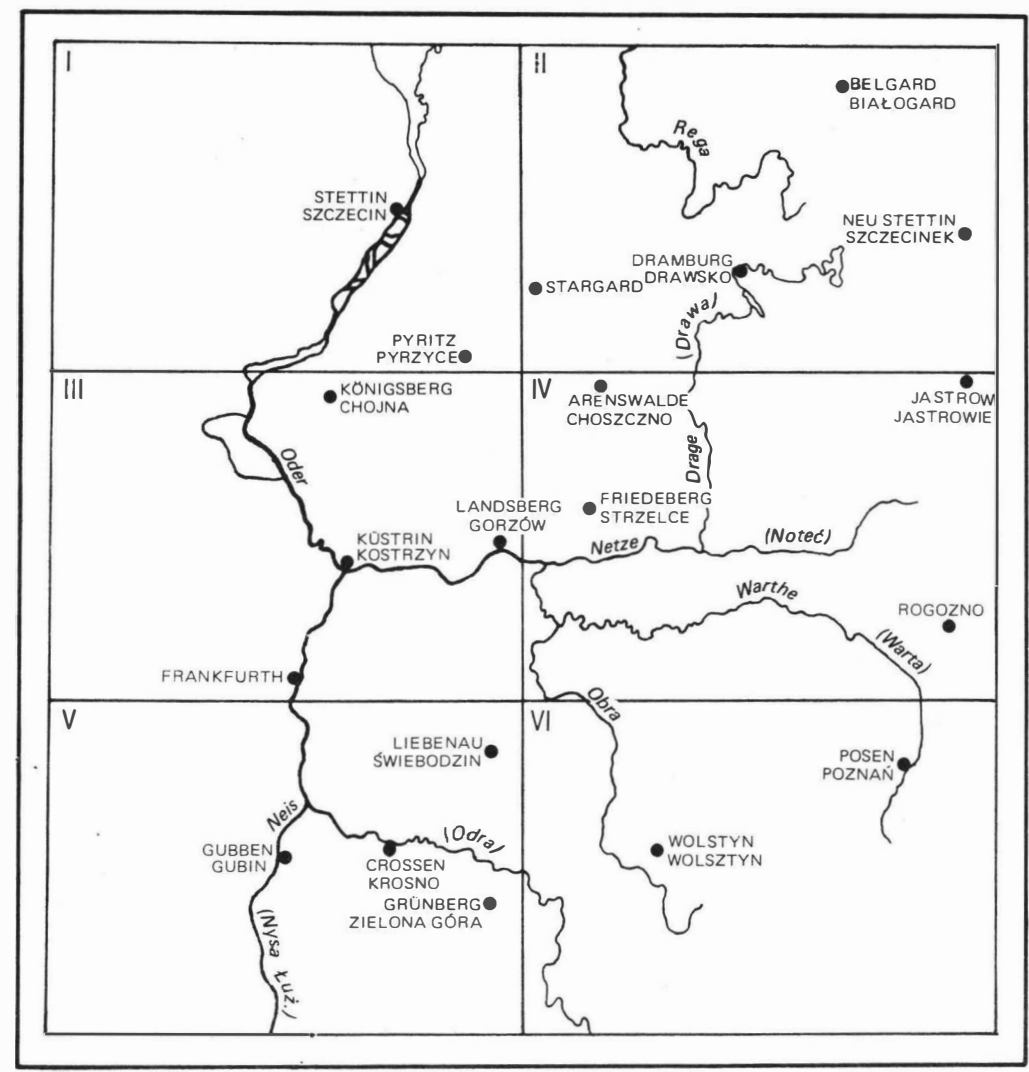 I
II
BELGARD
BIAŁOGARD
Rega
STETTIN
SZCZECIN
NEU STETTIN
SZCZECINEK
DRAMBURG
DRAWSKO
STARGARD
(Drawa)
PYRITZ
PYRZYCE
III
IV
KÖNIGSBERG
CHOJNA
ARENSWALDE
CHOSZCZNO
JASTROW
JASTROWIE
Oder
Drage
LANDSBERG
GORZÓW
FRIEDEBERG
STRZELCE
KÜSTRIN
KOSTRZYN
Netze
(Noteć)
Warthe
ROGOZNO
(Warta)
FRANKFURTH
V
VI
Obra
LIEBENAU
ŚWIEBODZIN
POSEN
POZNAŃ
Neis
(Odra)
GUBBEN
GUBIN
CROSSEN
KROSNO
WOLSTYN
WOLSZTYN
GRÜNBERG
ZIELONA GÓRA
(Nysa Łuż.)